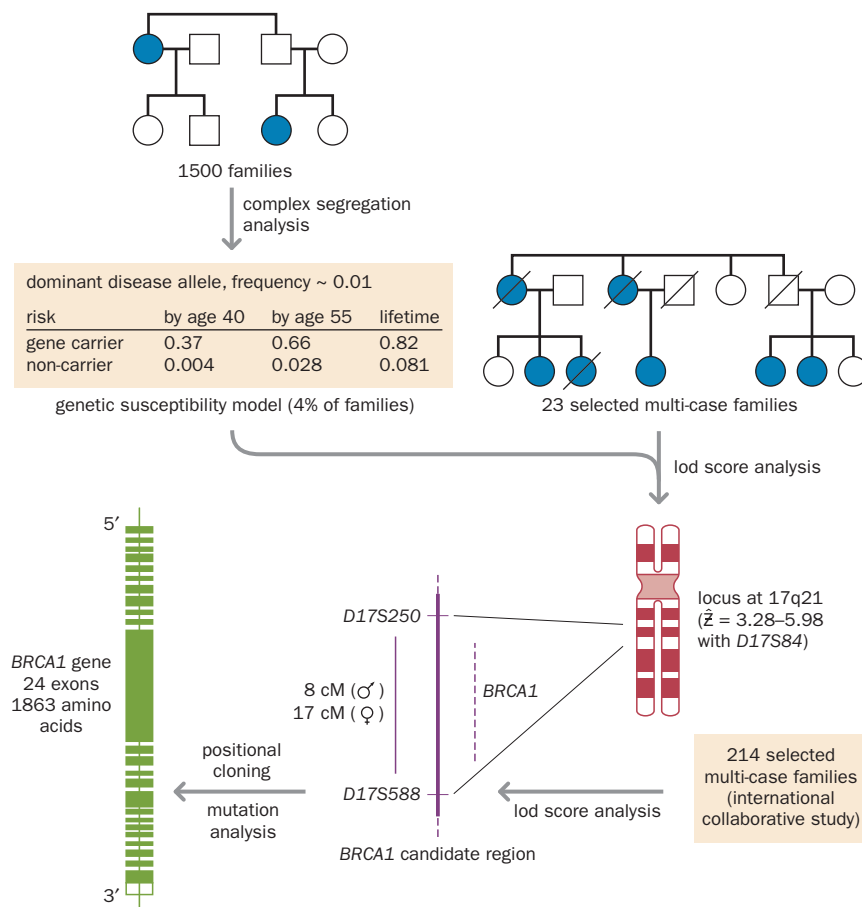 1500 families
complex segregation
analysis
dominant disease allele, frequency ~ 0.01
risk by age 40 by age 55 lifetime
gene carrier 0.37 0.66 0.82
non-carrier 0.004 0.028 0.081
genetic susceptibility model (4% of families)
23 selected multi-case families
lod score analysis
5′
BRCA1 gene
24 exons
1863 amino
acids
3′
positional
cloning
mutation
analysis
D17S250
8 cM (♂)
17 cM (♀)
BRCA1
D17S588
BRCA1 candidate region
locus at 17q21
(Ẑ = 3.28–5.98
with D17S84)
lod score analysis
214 selected
multi-case families
(international
collaborative study)